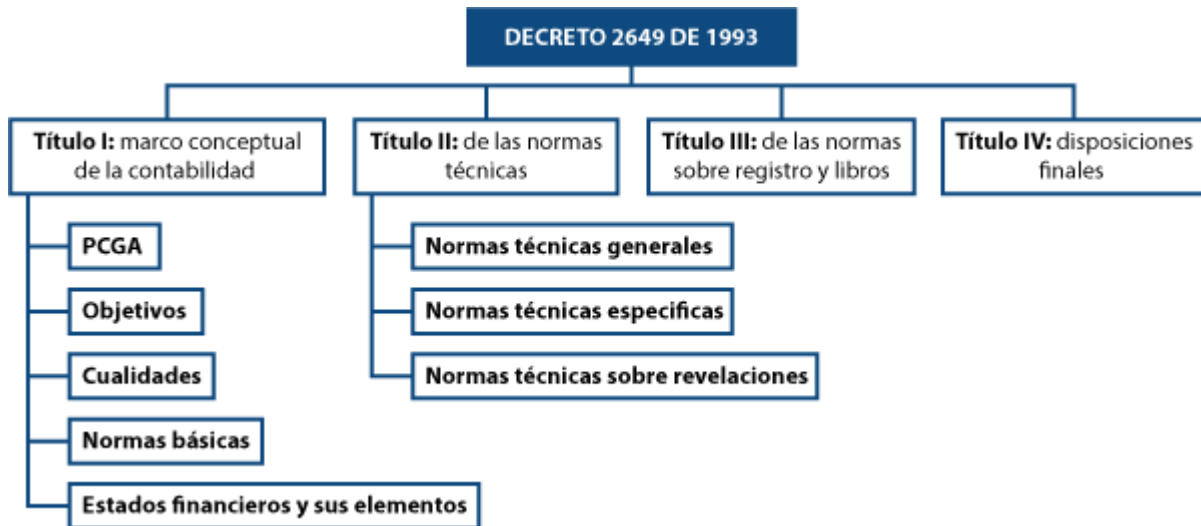 DECRETO 2649 DE 1993
Título I: marco conceptual
de la contabilidad
Título II: de las normas
técnicas
Título III: de las normas
sobre registro y libros
Título IV: disposiciones
finales
PCGA
Objetivos
Cualidades
Normas básicas
Estados financieros y sus elementos
Normas técnicas generales
Normas técnicas especificas
Normas técnicas sobre revelaciones